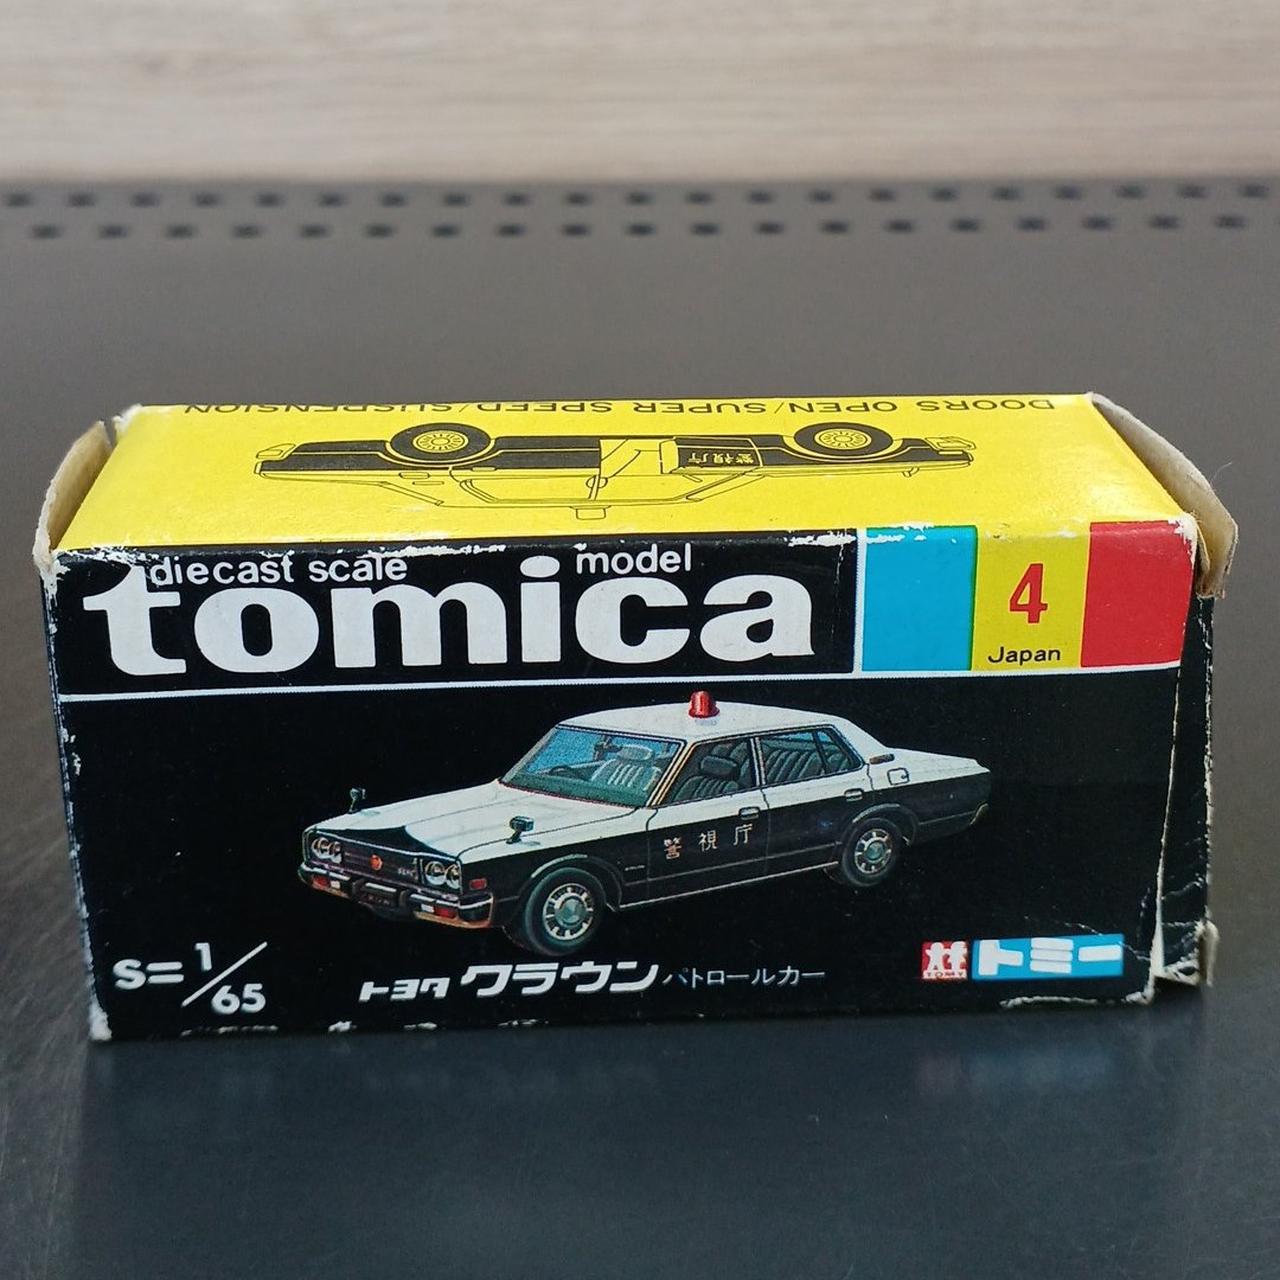 DOORS OPEN/SUPER SPEED/SUSPENSION
警視庁
diecast scale model
tomica
4
Japan
警視庁
S=1/65
トヨタ クラウン パトロールカー
TOMY
トミー